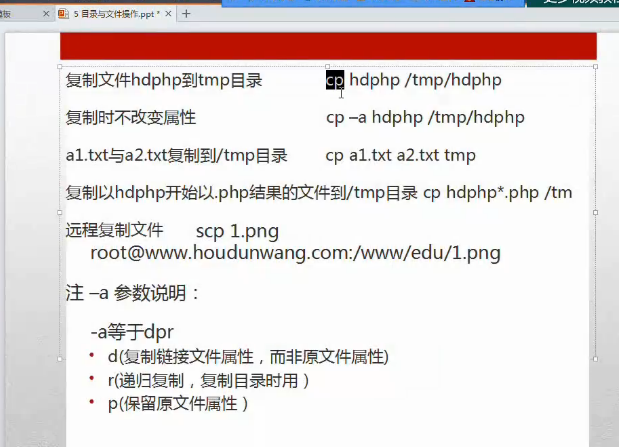 5 目录与文件操作.ppt *
复制文件hdphp到tmp目录 cp hdphp /tmp/hdphp
复制时不改变属性 cp –a hdphp /tmp/hdphp
a1.txt与a2.txt复制到/tmp目录 cp a1.txt a2.txt tmp
复制以hdphp开始以.php结果的文件到/tmp目录 cp hdphp*.php /tm
远程复制文件 scp 1.png
root@www.houdunwang.com:/www/edu/1.png
注 –a 参数说明：
-a等于dpr
• d(复制链接文件属性，而非原文件属性)
• r(递归复制，复制目录时用 )
• p(保留原文件属性 )